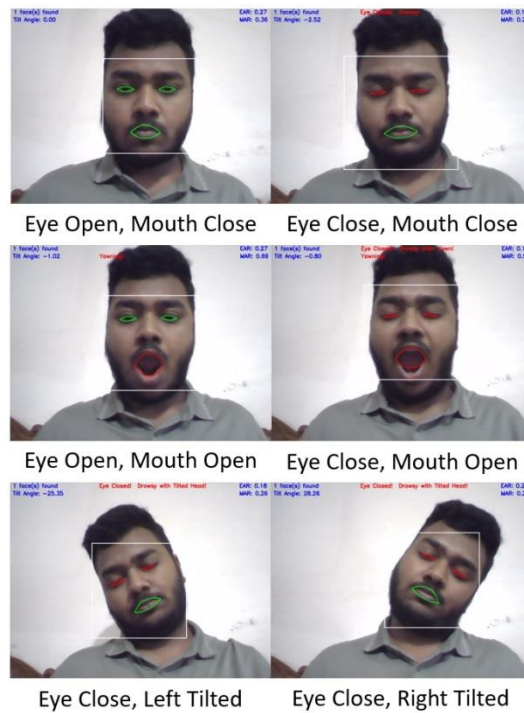 1 face(s) found EAR: 0.27
Tilt Angle: 0.00 MAR: 0.36
1 face(s) found Eye Closed! Drowsy!
Tilt Angle: -2.52
Eye Open, Mouth Close
Eye Close, Mouth Close
1 face(s) found EAR: 0.27
Tilt Angle: -1.02 Yawning! MAR: 0.69
1 face(s) found Eye Closed!
Tilt Angle: -0.80 Yawning!
Eye Open, Mouth Open
Eye Close, Mouth Open
1 face(s) found Eye Closed! Drowsy with Tilted Head! EAR: 0.18
Tilt Angle: -25.35 MAR: 0.26
1 face(s) found Eye Closed! Drowsy with Tilted Head!
Tilt Angle: 28.26
Eye Close, Left Tilted
Eye Close, Right Tilted